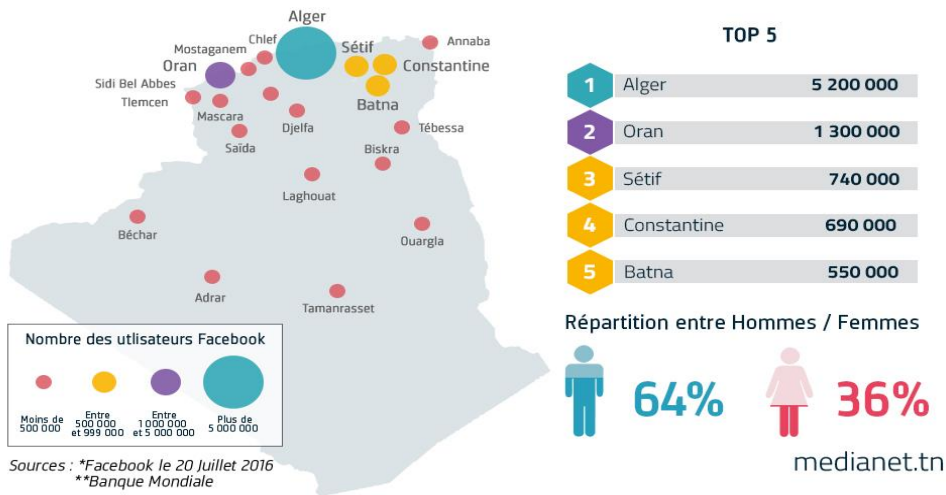 Alger
Chlef
Mostaganem
Oran
Sétif
Annaba
Constantine
Sidi Bel Abbes
Tlemcen
Mascara
Batna
Djelfa
Tébessa
Saïda
Biskra
Laghouat
Béchar
Ouargla
Adrar
Tamanrasset
Nombre des utlisateurs Facebook
Moins de
500 000
Entre
500 000
et 999 000
Entre
1 000 000
et 5 000 000
Plus de
5 000 000
Sources : *Facebook le 20 Juillet 2016
**Banque Mondiale
TOP 5
1 Alger 5 200 000
2 Oran 1 300 000
3 Sétif 740 000
4 Constantine 690 000
5 Batna 550 000
Répartition entre Hommes / Femmes
64% 36%
medianet.tn